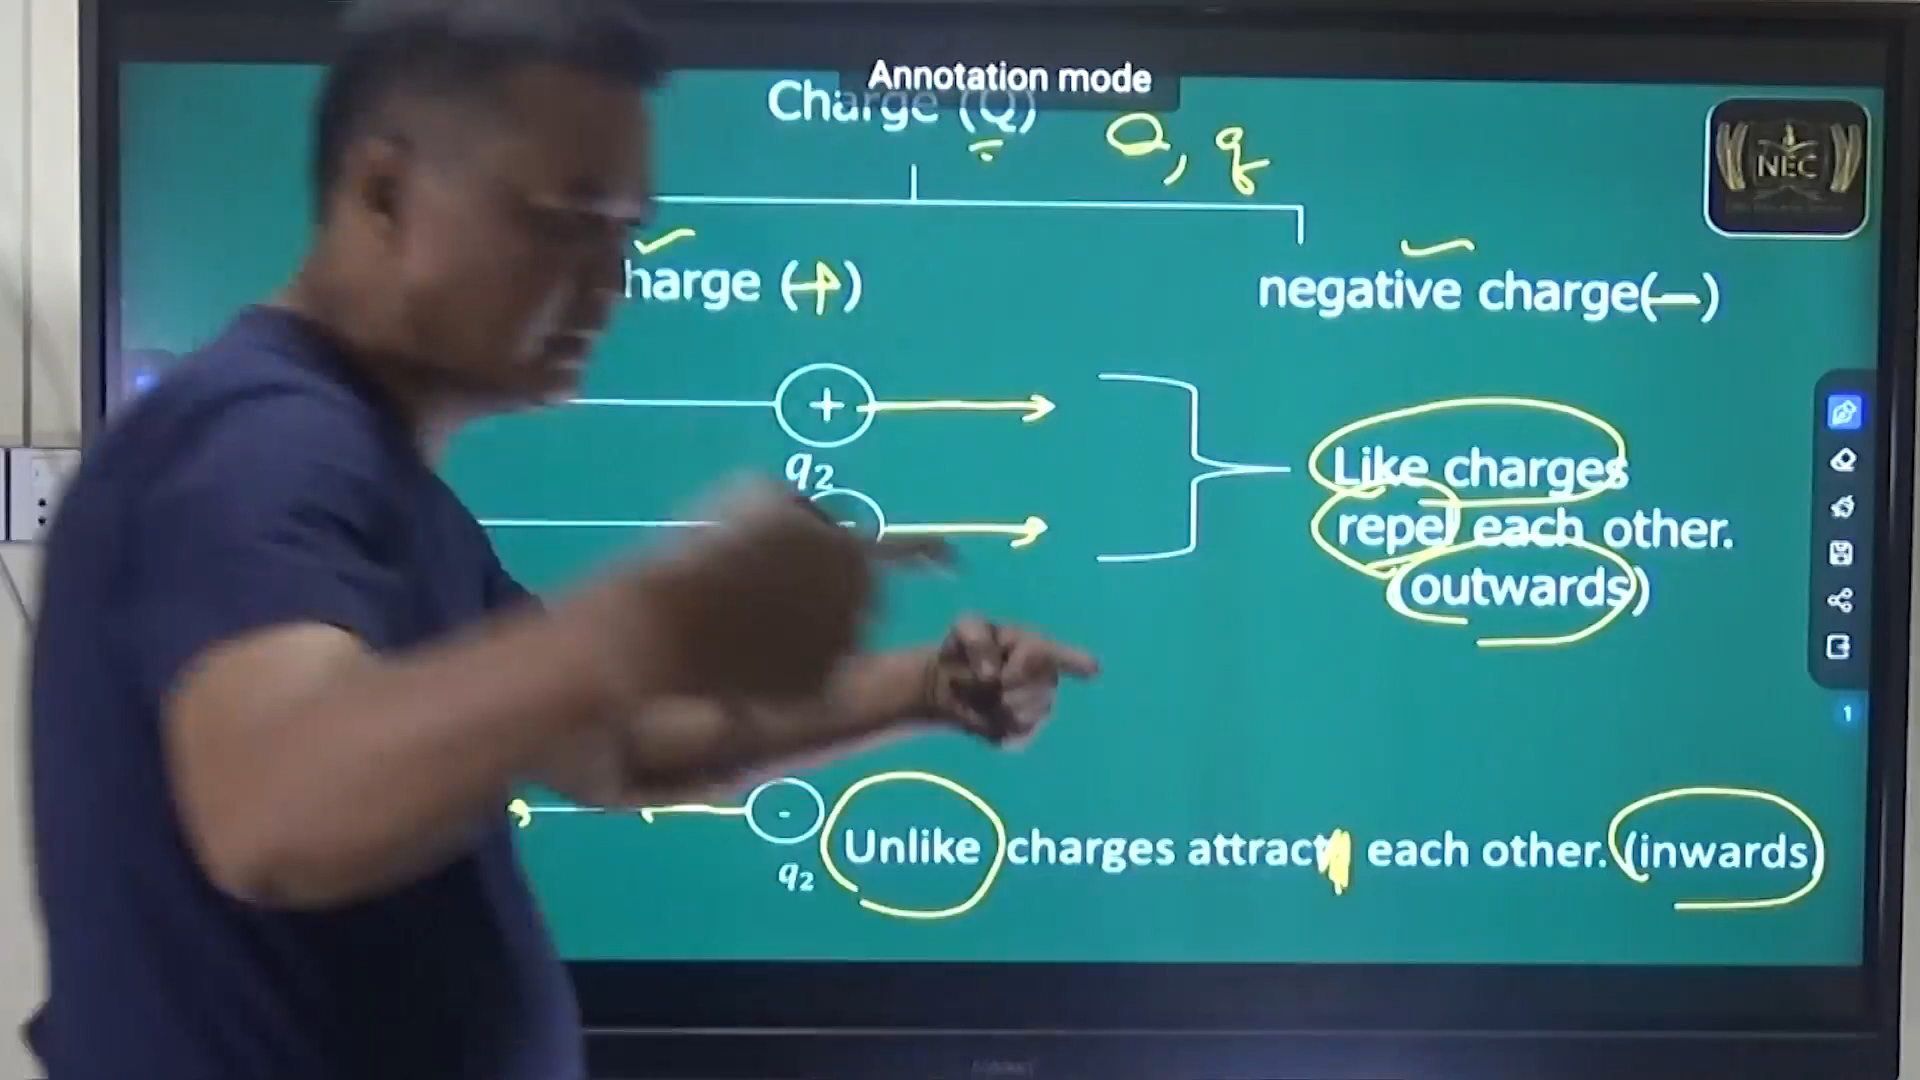 Annotation mode
Charge (Q) Q, q
NEC
harge (+)
negative charge(—)
+
q₂
Like charges
repel each other.
(outwards)
-
q₂
Unlike charges attract each other. (inwards)
1